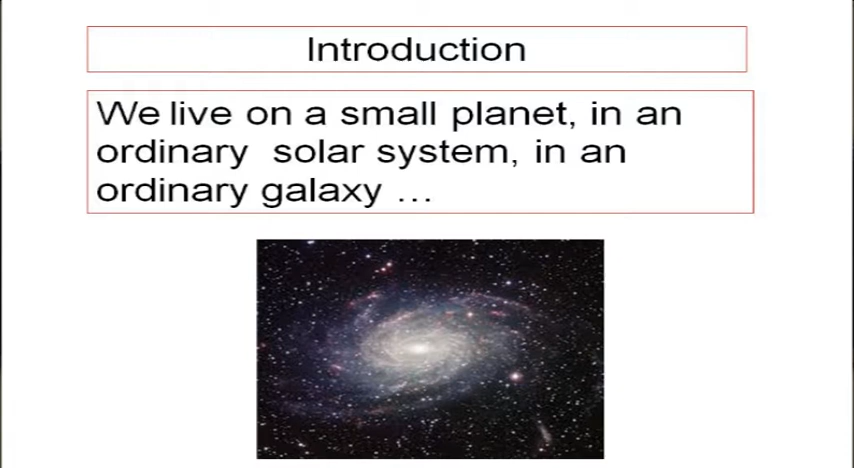 Introduction
We live on a small planet, in an
ordinary solar system, in an
ordinary galaxy ...